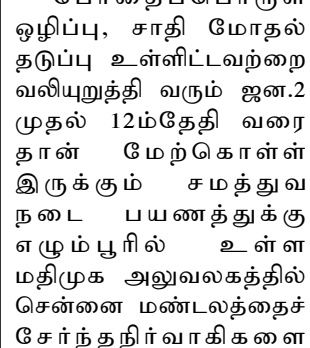 போதைப்பொருள்
ஒழிப்பு, சாதி மோதல்
தடுப்பு உள்ளிட்டவற்றை
வலியுறுத்தி வரும் ஜன.2
முதல் 12ம்தேதி வரை
தான் மேற்கொள்ள்
இருக்கும் சமத்துவ
நடை பயணத்துக்கு
எழும்பூரில் உள்ள
மதிமுக அலுவலகத்தில்
சென்னை மண்டலத்தைச்
சேர்ந்தநிர்வாகிகளை